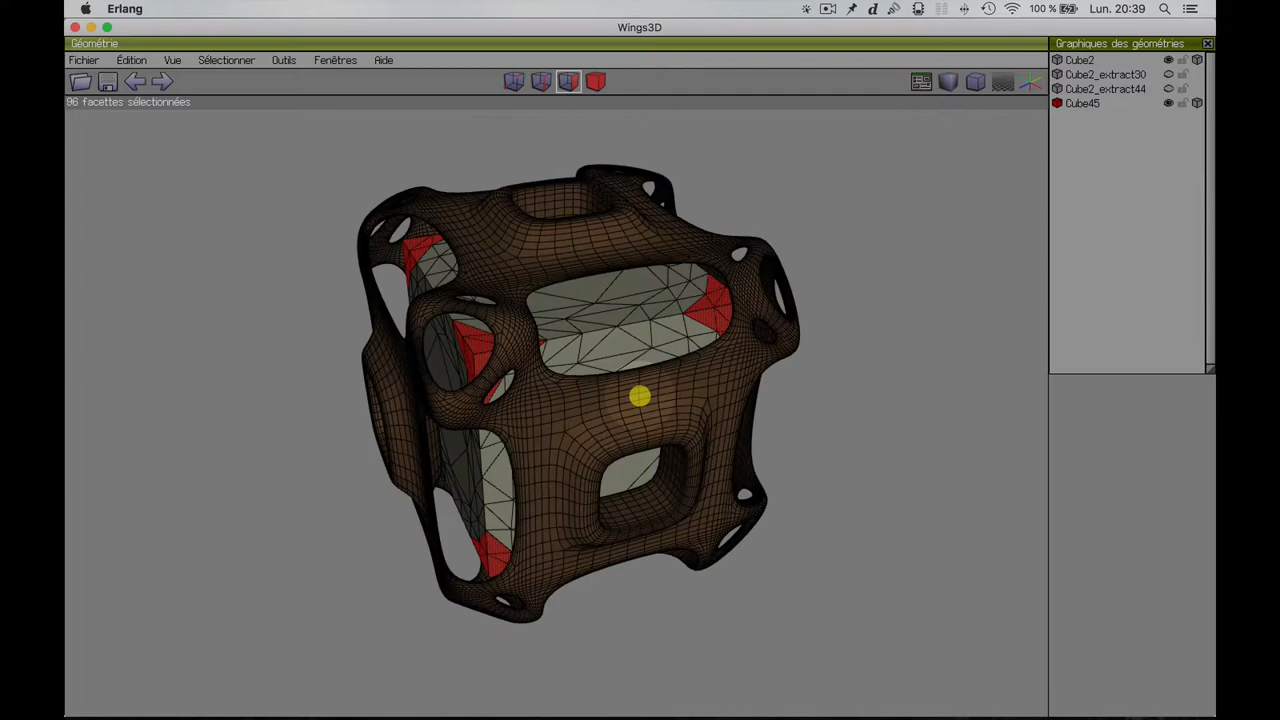 Erlang
d
100 %
Lun. 20:39
Wings3D
Géométrie
Graphiques des géométries
Fichier Édition Vue Sélectionner Outils Fenêtres Aide
Cube2
Cube2_extract30
Cube2_extract44
Cube45
96 facettes sélectionnées